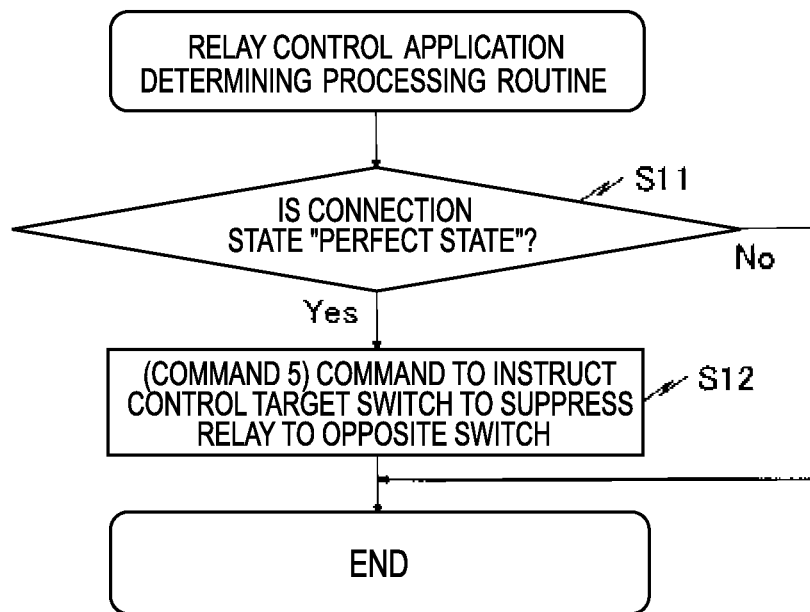 RELAY CONTROL APPLICATION
DETERMINING PROCESSING ROUTINE
S11
IS CONNECTION
STATE "PERFECT STATE"?
No
Yes
(COMMAND 5) COMMAND TO INSTRUCT
CONTROL TARGET SWITCH TO SUPPRESS
RELAY TO OPPOSITE SWITCH
S12
END